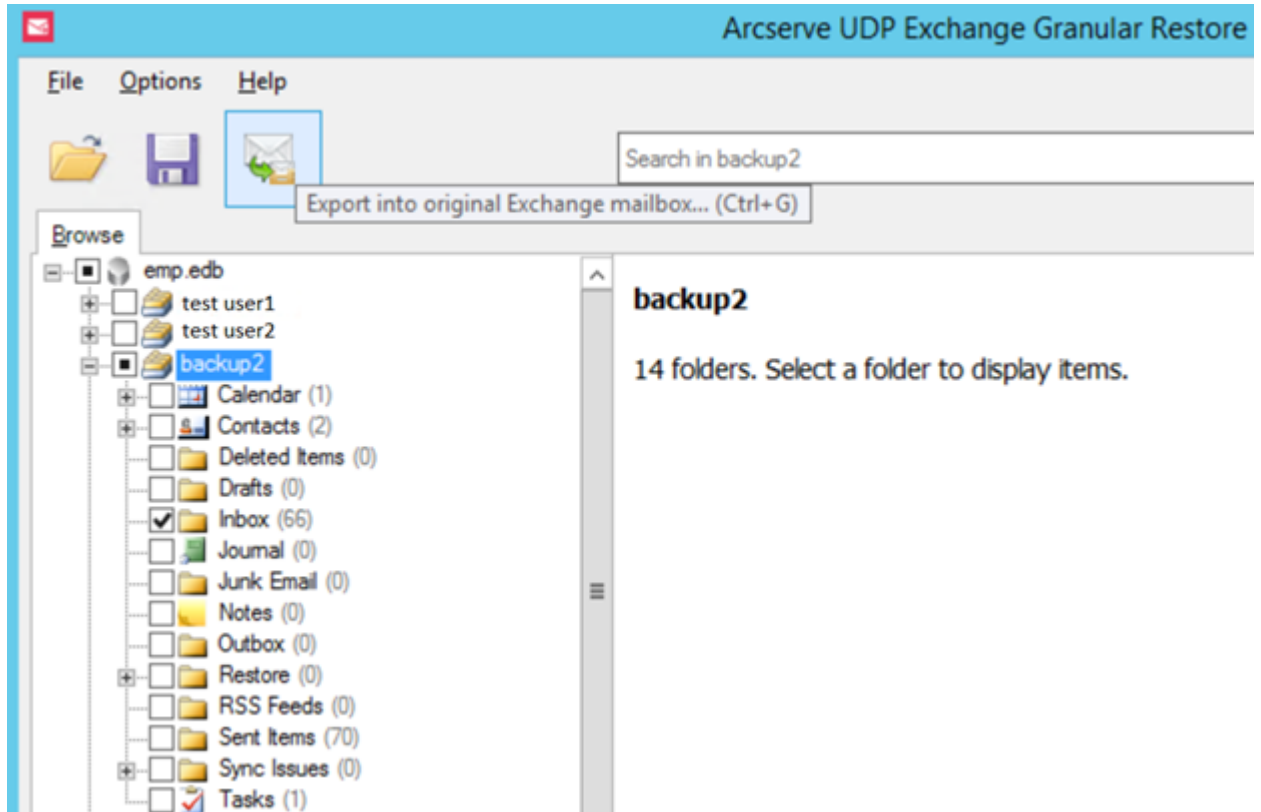 Arcserve UDP Exchange Granular Restore
File Options Help
Search in backup2
Export into original Exchange mailbox... (Ctrl+G)
Browse
emp.edb
test user1
test user2
backup2
Calendar (1)
Contacts (2)
Deleted Items (0)
Drafts (0)
Inbox (66)
Journal (0)
Junk Email (0)
Notes (0)
Outbox (0)
Restore (0)
RSS Feeds (0)
Sent Items (70)
Sync Issues (0)
Tasks (1)
backup2
14 folders. Select a folder to display items.